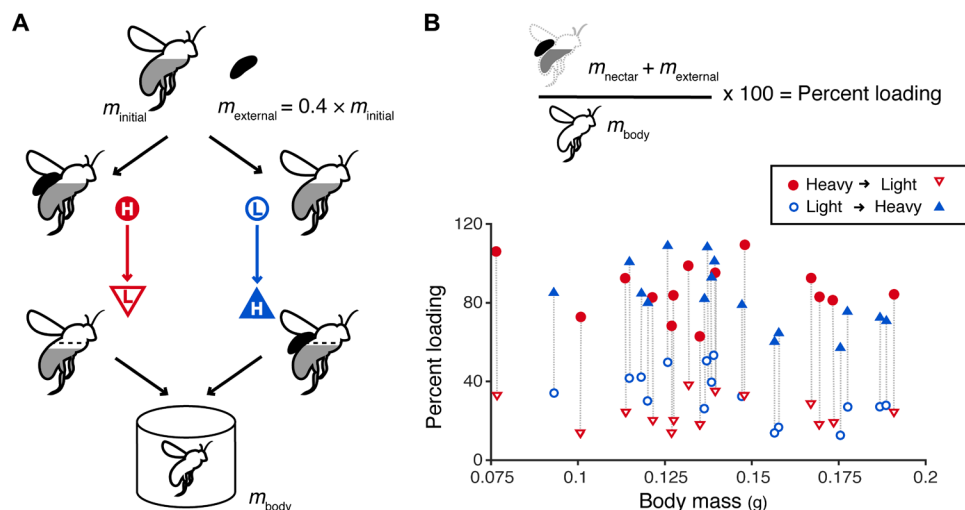 A
m_initial
m_external = 0.4 × m_initial
H
L
L
H
m_body
B
m_nectar + m_external
x 100 = Percent loading
m_body
Heavy → Light
Light → Heavy
120
80
40
0
Percent loading
0.075 0.1 0.125 0.15 0.175 0.2
Body mass (g)